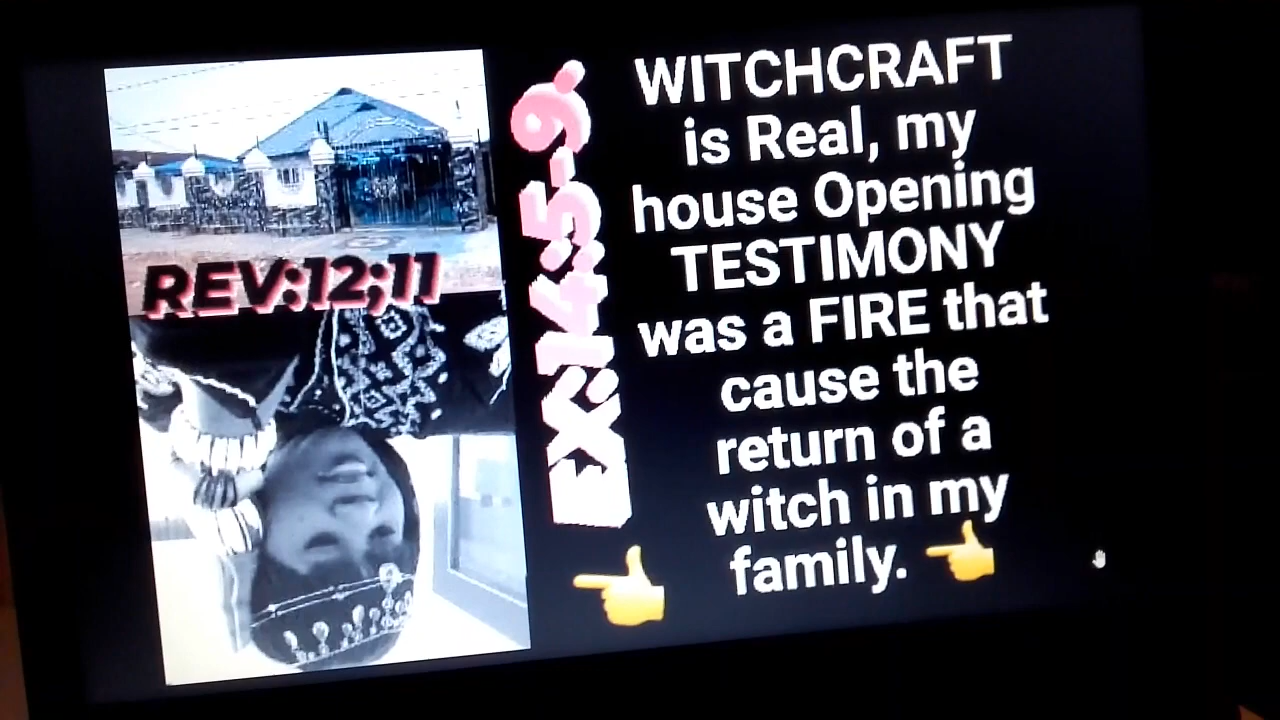 REV:12;11
EX:14:5-9,
WITCHCRAFT
is Real, my
house Opening
TESTIMONY
was a FIRE that
cause the
return of a
witch in my
family.